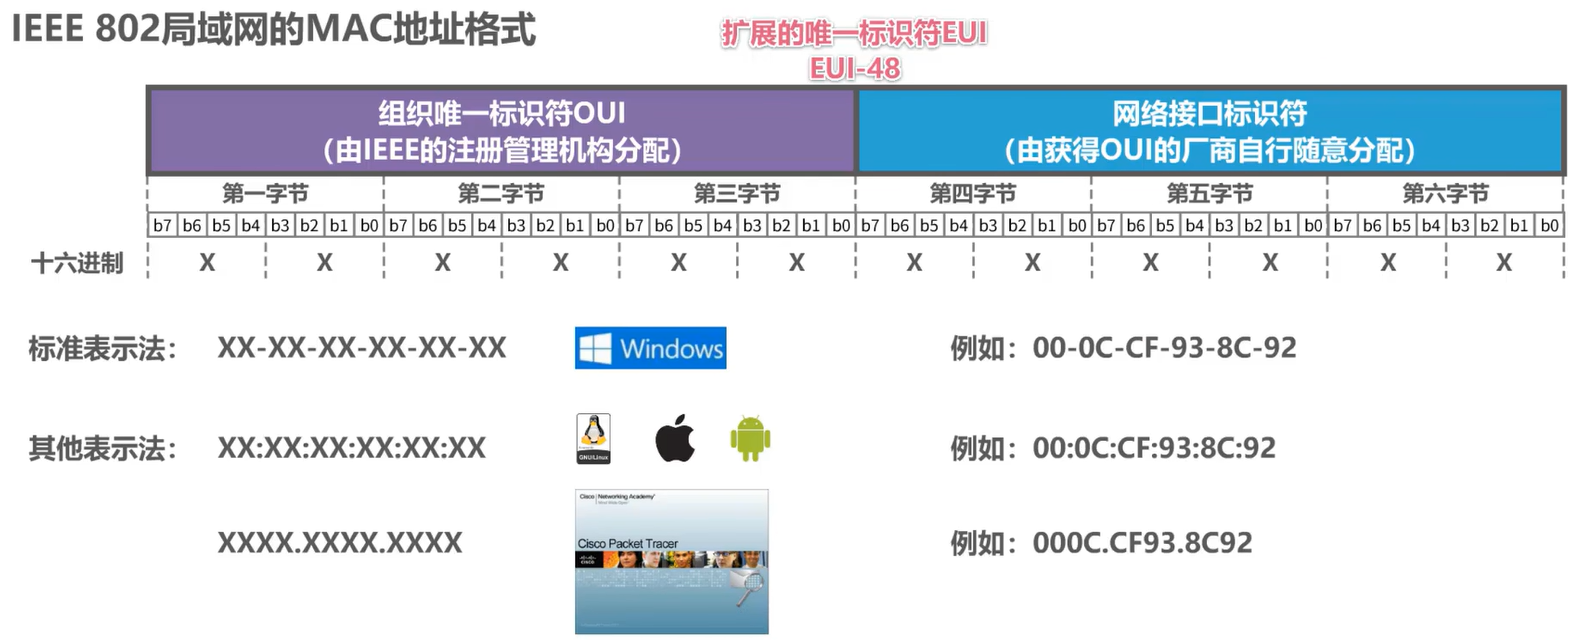 IEEE 802局域网的MAC地址格式
扩展的唯一标识符EUI
EUI-48
组织唯一标识符OUI
（由IEEE的注册管理机构分配）
网络接口标识符
（由获得OUI的厂商自行随意分配）
第一字节 第二字节 第三字节 第四字节 第五字节 第六字节
b7 b6 b5 b4 b3 b2 b1 b0 b7 b6 b5 b4 b3 b2 b1 b0 b7 b6 b5 b4 b3 b2 b1 b0 b7 b6 b5 b4 b3 b2 b1 b0 b7 b6 b5 b4 b3 b2 b1 b0 b7 b6 b5 b4 b3 b2 b1 b0
十六进制 X X X X X X X X X X X X
标准表示法： XX-XX-XX-XX-XX-XX Windows 例如：00-0C-CF-93-8C-92
其他表示法： XX:XX:XX:XX:XX:XX 例如：00:0C:CF:93:8C:92
GNU/Linux
Cisco Networking Academy
Cisco Packet Tracer
CISCO
XXXX.XXXX.XXXX 例如：000C.CF93.8C92